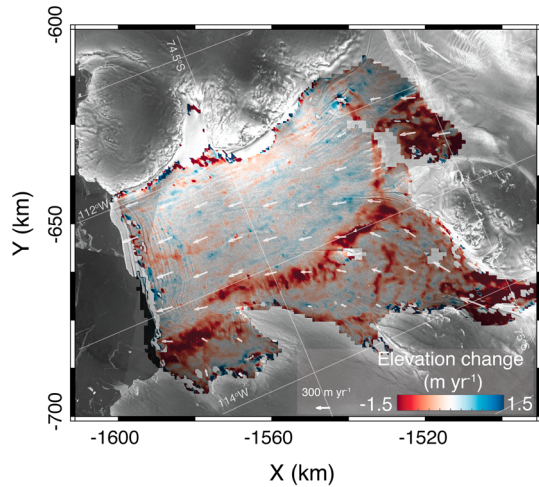 -600
74.5°S
112°W
-650
Y (km)
Elevation change
(m yr⁻¹)
300 m yr⁻¹
-1.5
1.5
114°W
-700
-1600
-1560
-1520
X (km)